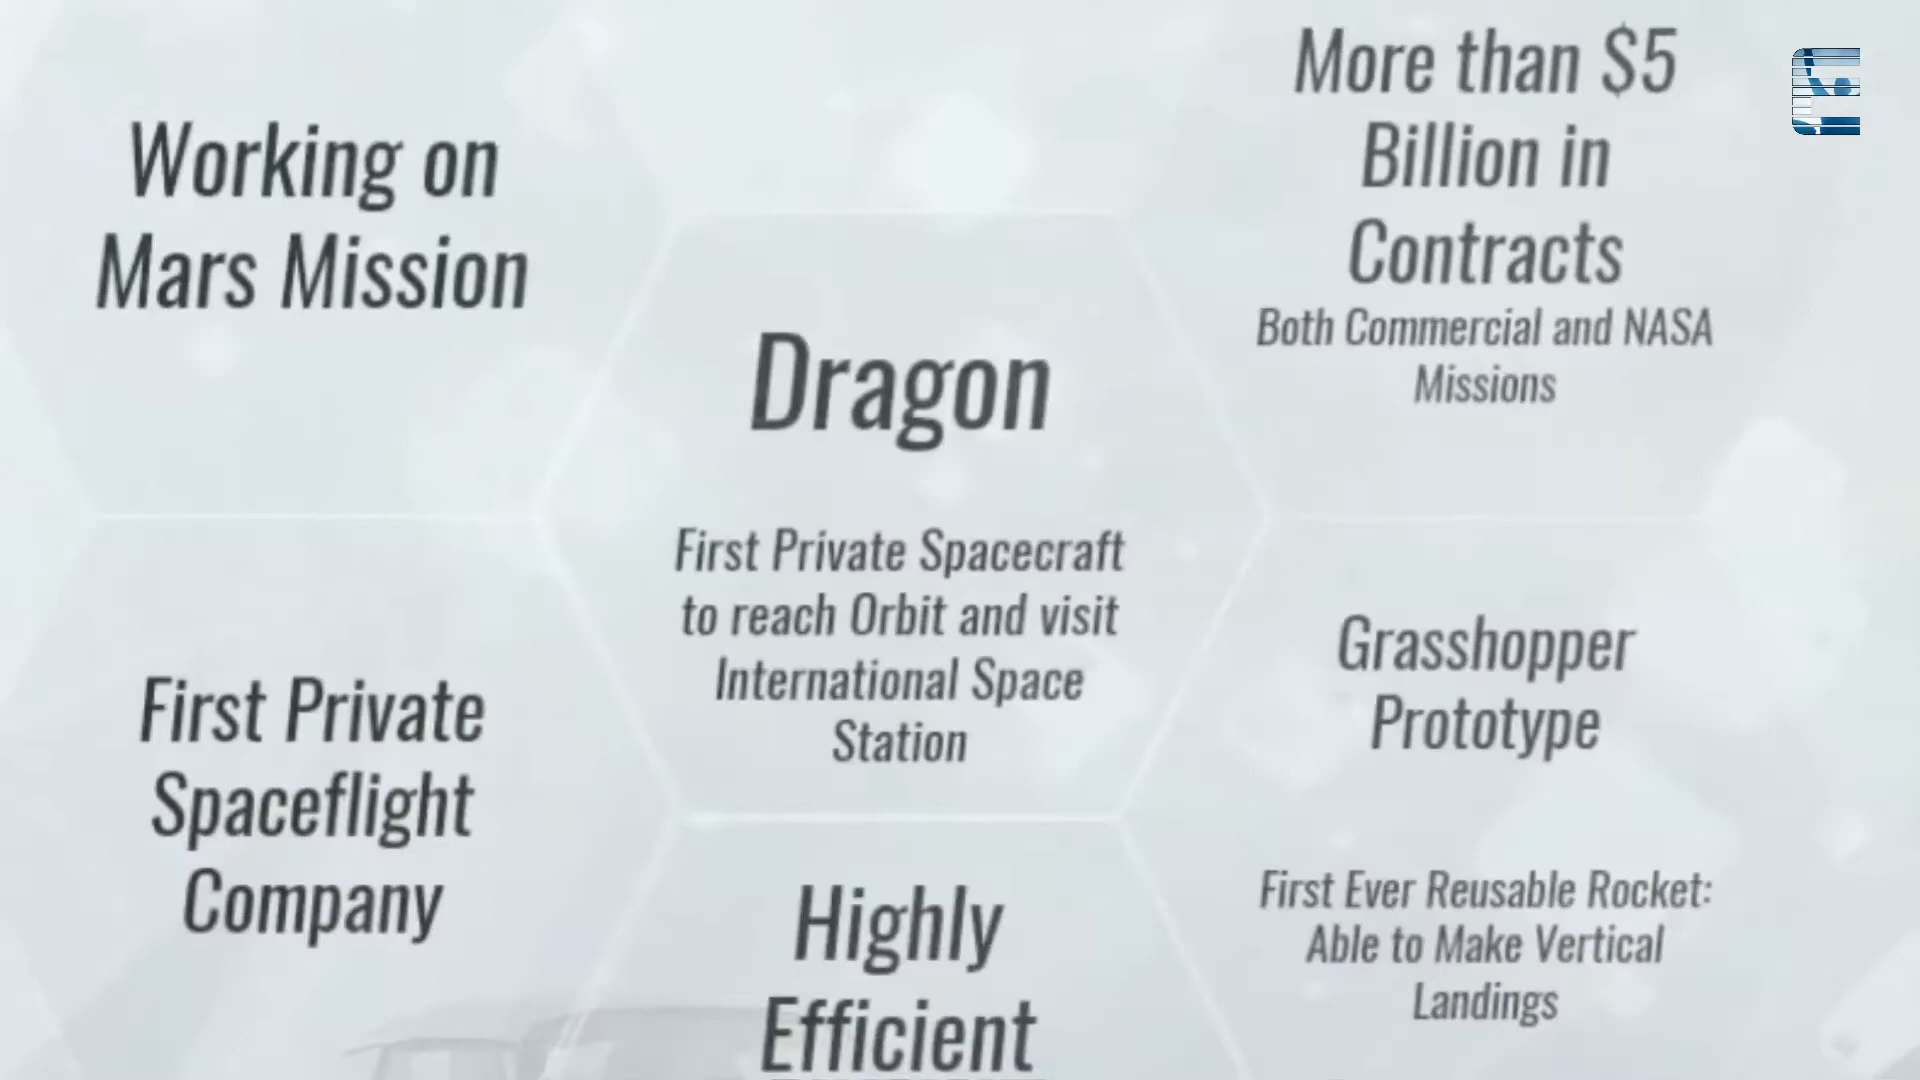 Working on
Mars Mission
More than $5
Billion in
Contracts
Both Commercial and NASA
Missions
Dragon
First Private Spacecraft
to reach Orbit and visit
International Space
Station
First Private
Spaceflight
Company
Grasshopper
Prototype
First Ever Reusable Rocket:
Able to Make Vertical
Landings
Highly
Efficient